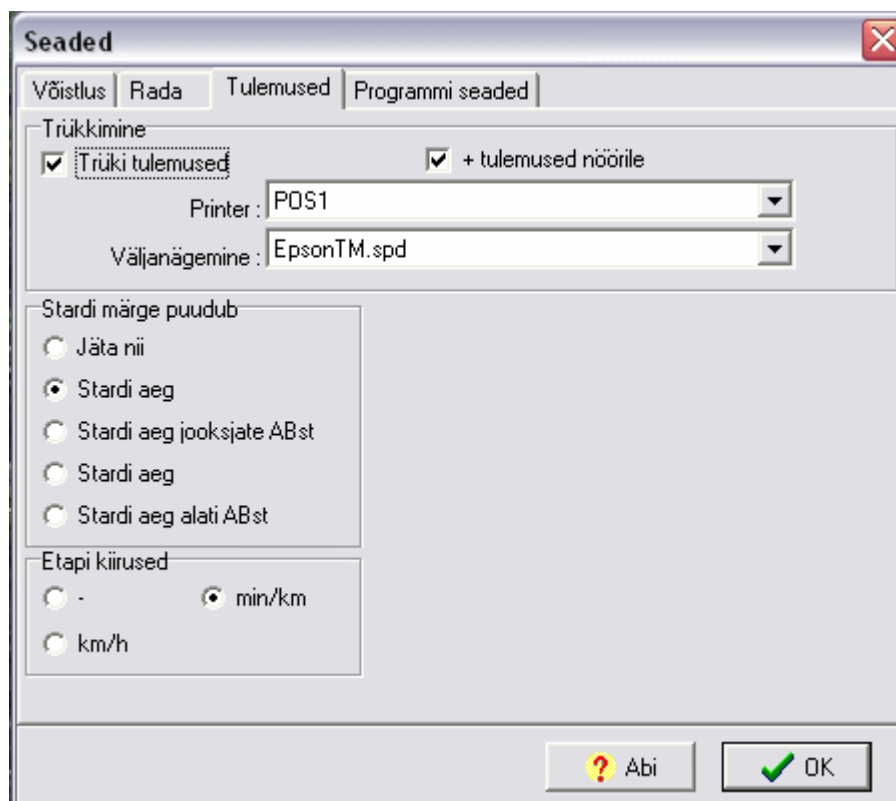 Seaded
Võistlus Rada Tulemused Programmi seaded
Trükkimine
Trüki tulemused + tulemused nöörile
Printer : POS1
Väljanägemine : EpsonTM.spd
Stardi märge puudub
Jäta nii
Stardi aeg
Stardi aeg jooksjate ABst
Stardi aeg
Stardi aeg alati ABst
Etapi kiirused
- min/km
km/h
? Abi OK